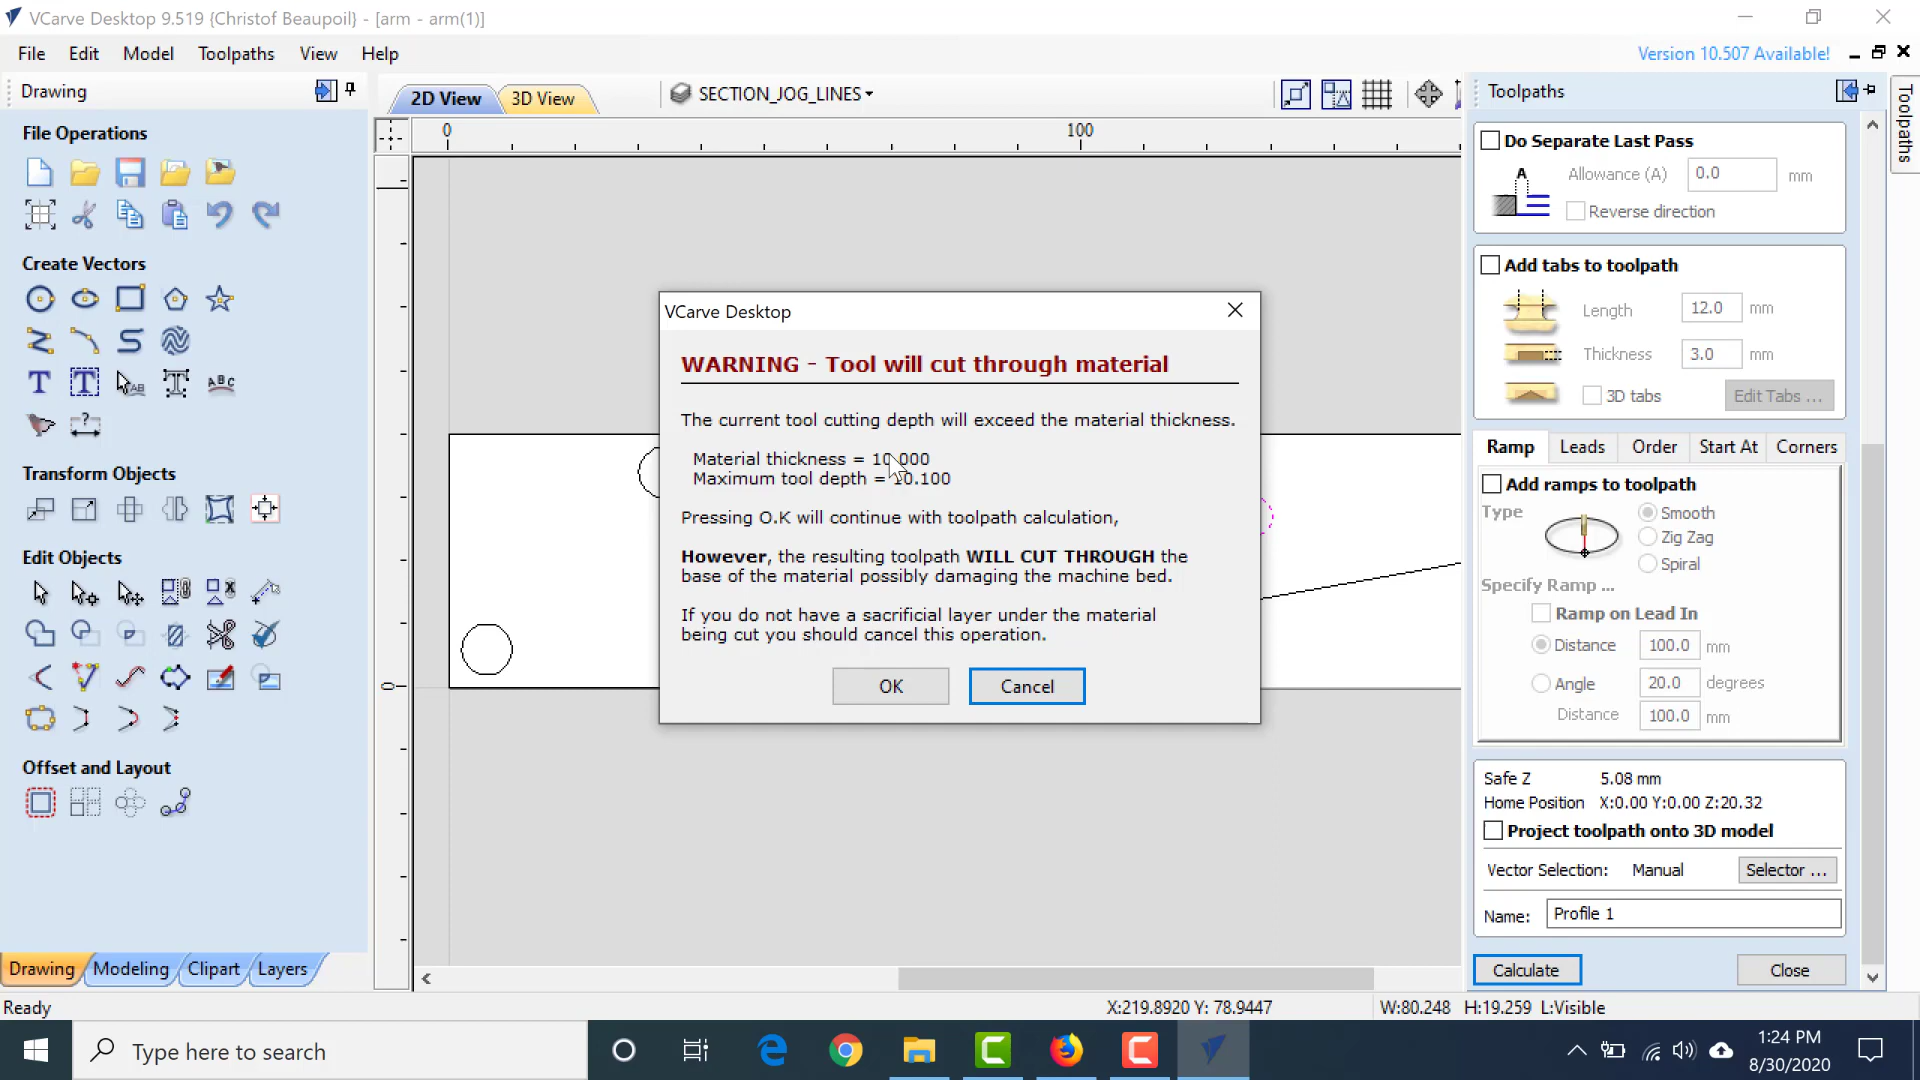 VCarve Desktop 9.519 {Christof Beaupoil} - [arm - arm(1)]
File Edit Model Toolpaths View Help
Version 10.507 Available!
Drawing
2D View
3D View
SECTION_JOG_LINES
Toolpaths
Toolpaths
File Operations
0
100
Do Separate Last Pass
A
Allowance (A) 0.0 mm
Reverse direction
Create Vectors
Add tabs to toolpath
Length 12.0 mm
Thickness 3.0 mm
3D tabs Edit Tabs ...
VCarve Desktop
WARNING - Tool will cut through material
The current tool cutting depth will exceed the material thickness.
Material thickness = 10.000
Maximum tool depth =
Pressing O.K will continue with toolpath calculation,
However, the resulting toolpath WILL CUT THROUGH the
base of the material possibly damaging the machine bed.
If you do not have a sacrificial layer under the material
being cut you should cancel this operation.
OK Cancel
Ramp Leads Order Start At Corners
Add ramps to toolpath
Type
Smooth
Zig Zag
Spiral
Specify Ramp ...
Ramp on Lead In
Distance 100.0 mm
Angle 20.0 degrees
Distance 100.0 mm
Transform Objects
Edit Objects
0
Offset and Layout
Safe Z 5.08 mm
Home Position X:0.00 Y:0.00 Z:20.32
Project toolpath onto 3D model
Vector Selection: Manual Selector ...
Name: Profile 1
Calculate Close
Drawing Modeling Clipart Layers
Ready
X:219.8920 Y: 78.9447
W:80.248 H:19.259 L:Visible
Type here to search
1:24 PM
8/30/2020